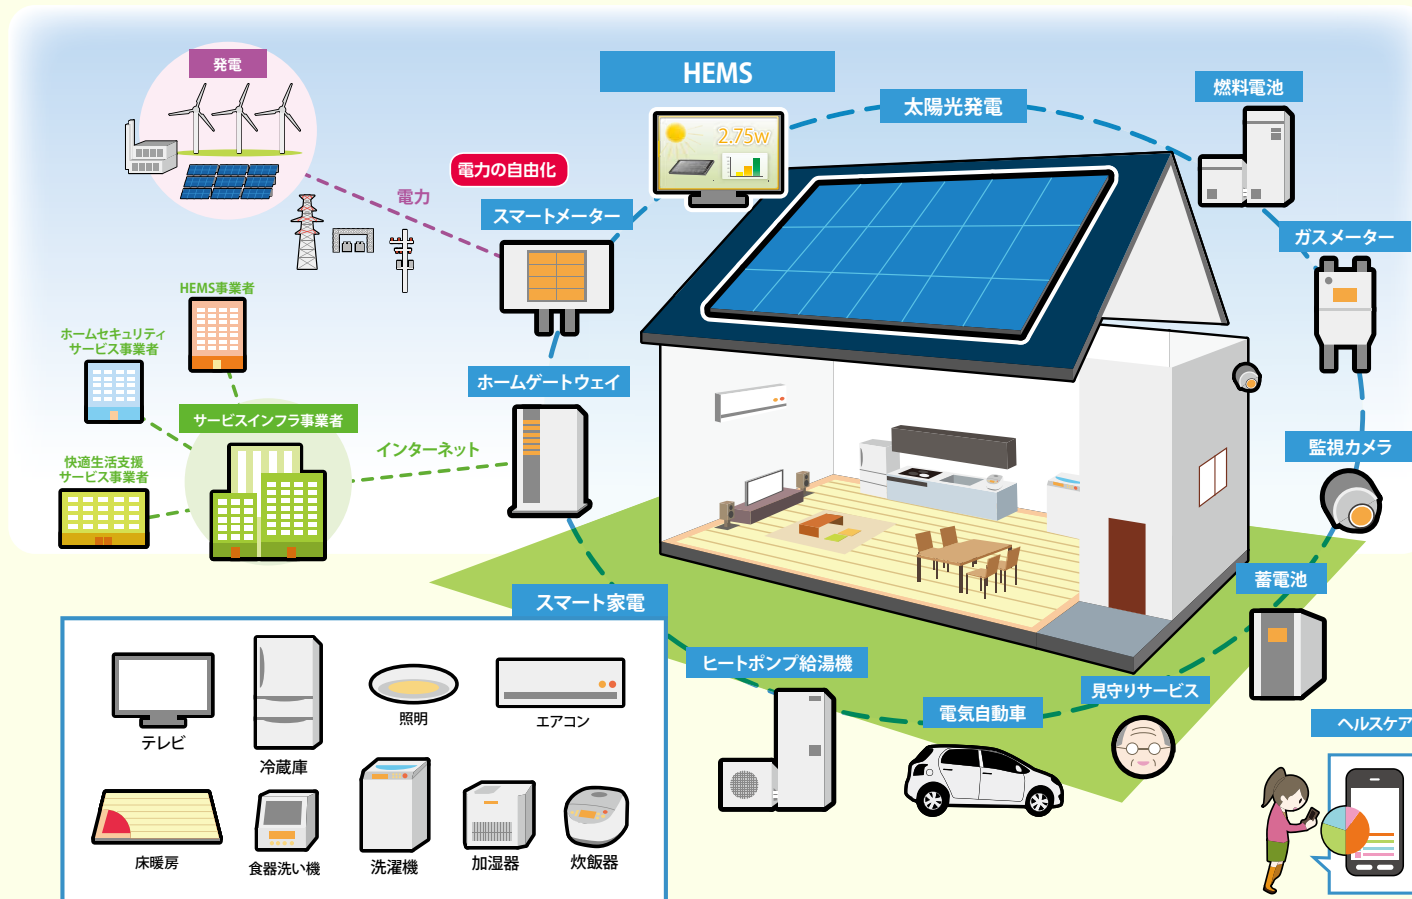 発電
HEMS
太陽光発電
燃料電池
2.75w
電力の自由化
電力
スマートメーター
ガスメーター
HEMS事業者
ホームセキュリティ
サービス事業者
ホームゲートウェイ
サービスインフラ事業者
インターネット
監視カメラ
快適生活支援
サービス事業者
蓄電池
スマート家電
ヒートポンプ給湯機
見守りサービス
電気自動車
ヘルスケア
テレビ
冷蔵庫
照明
エアコン
床暖房
食器洗い機
洗濯機
加湿器
炊飯器